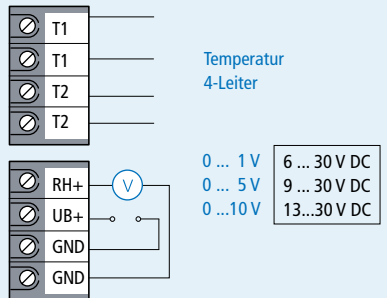 T1
T1
T2
T2
Temperatur
4-Leiter
RH+
UB+
GND
GND
V
0 ... 1 V 6 ... 30 V DC
0 ... 5 V 9 ... 30 V DC
0 ...10 V 13...30 V DC